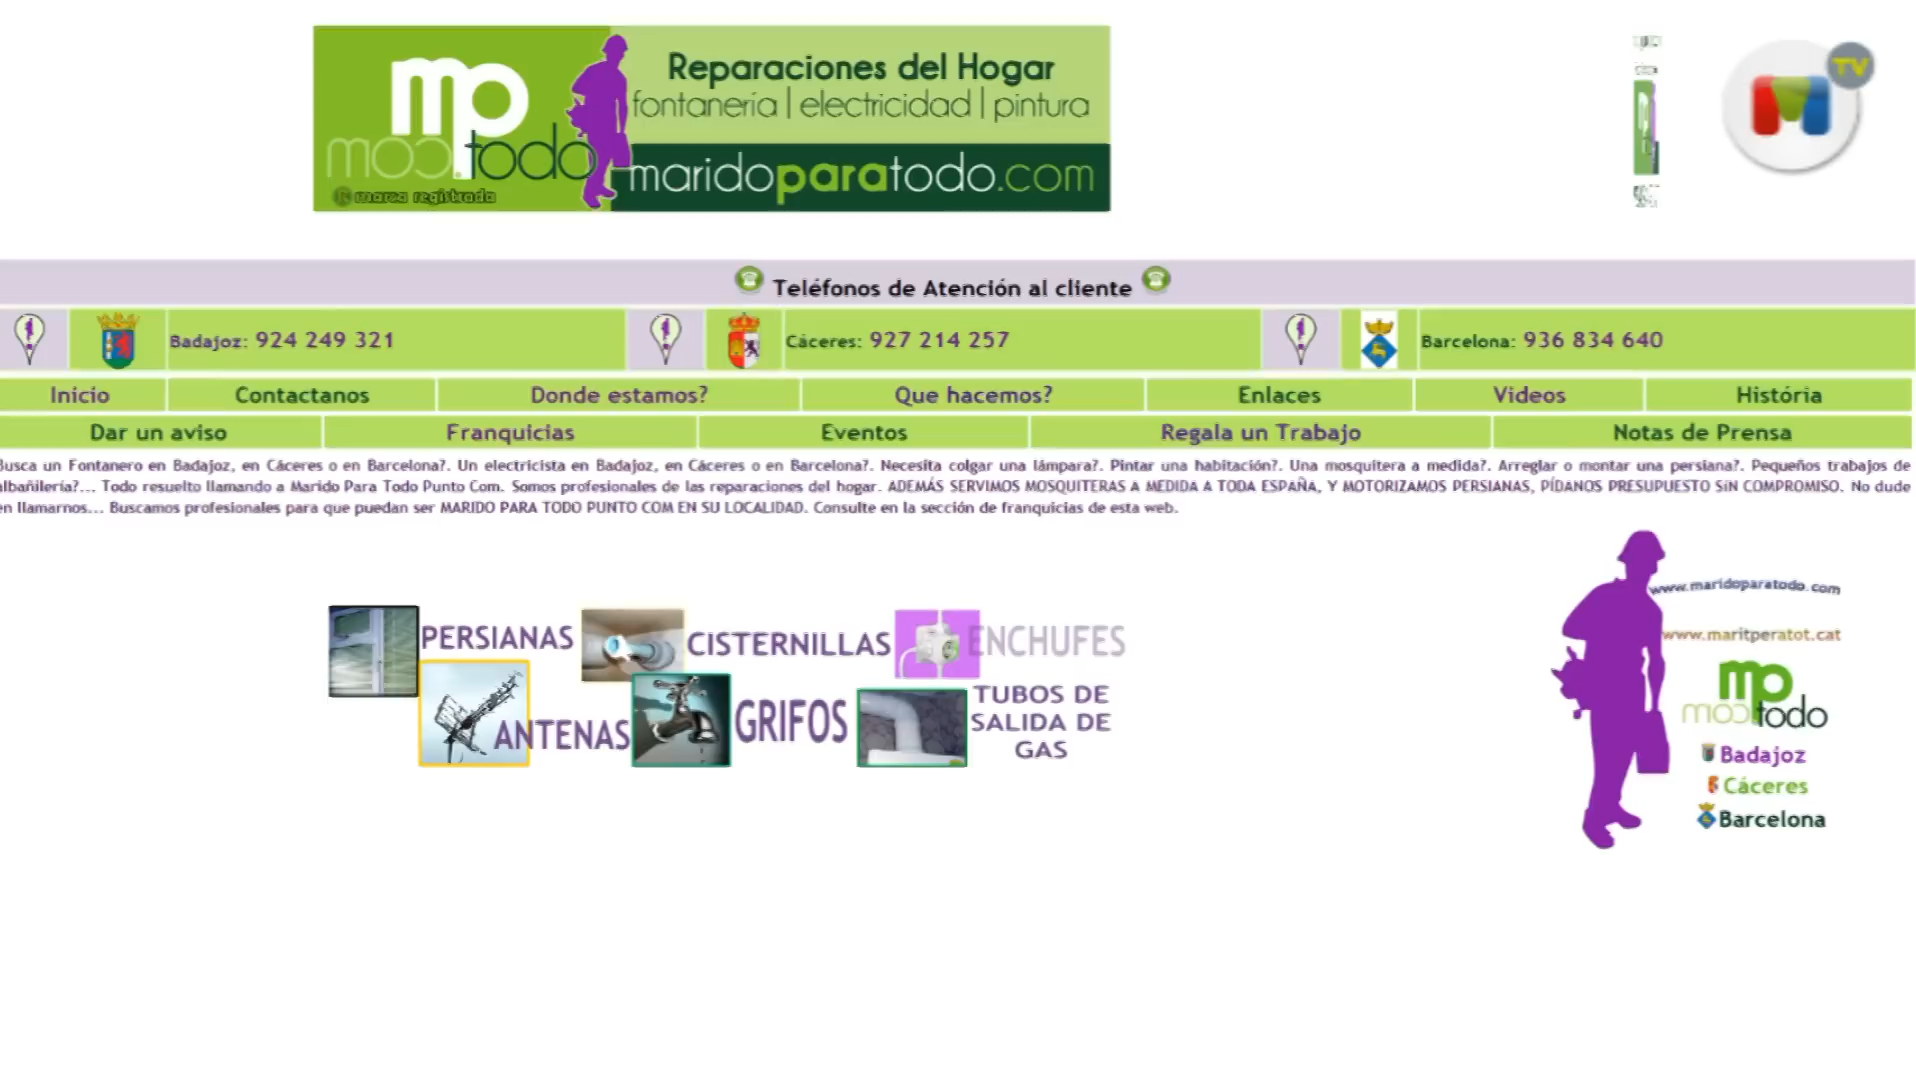 mp
.todo
com
® marca registrada
Reparaciones del Hogar
fontanería | electricidad | pintura
maridoparatodo.com
TV
Teléfonos de Atención al cliente
Badajoz: 924 249 321
Cáceres: 927 214 257
Barcelona: 936 834 640
Inicio
Contactanos
Donde estamos?
Que hacemos?
Enlaces
Videos
História
Dar un aviso
Franquicias
Eventos
Regala un Trabajo
Notas de Prensa
Busca un Fontanero en Badajoz, en Cáceres o en Barcelona?. Un electricista en Badajoz, en Cáceres o en Barcelona?. Necesita colgar una lámpara?. Pintar una habitación?. Una mosquitera a medida?. Arreglar o montar una persiana?. Pequeños trabajos de
albañilería?... Todo resuelto llamando a Marido Para Todo Punto Com. Somos profesionales de las reparaciones del hogar. ADEMÁS SERVIMOS MOSQUITERAS A MEDIDA A TODA ESPAÑA, Y MOTORIZAMOS PERSIANAS, PÍDANOS PRESUPUESTO SiN COMPROMISO. No dude
en llamarnos... Buscamos profesionales para que puedan ser MARIDO PARA TODO PUNTO COM EN SU LOCALIDAD. Consulte en la sección de franquicias de esta web.
PERSIANAS
CISTERNILLAS
ENCHUFES
ANTENAS
GRIFOS
TUBOS DE
SALIDA DE
GAS
www.maridoparatodo.com
www.maritperatot.cat
mp
.todo
com
Badajoz
Cáceres
Barcelona